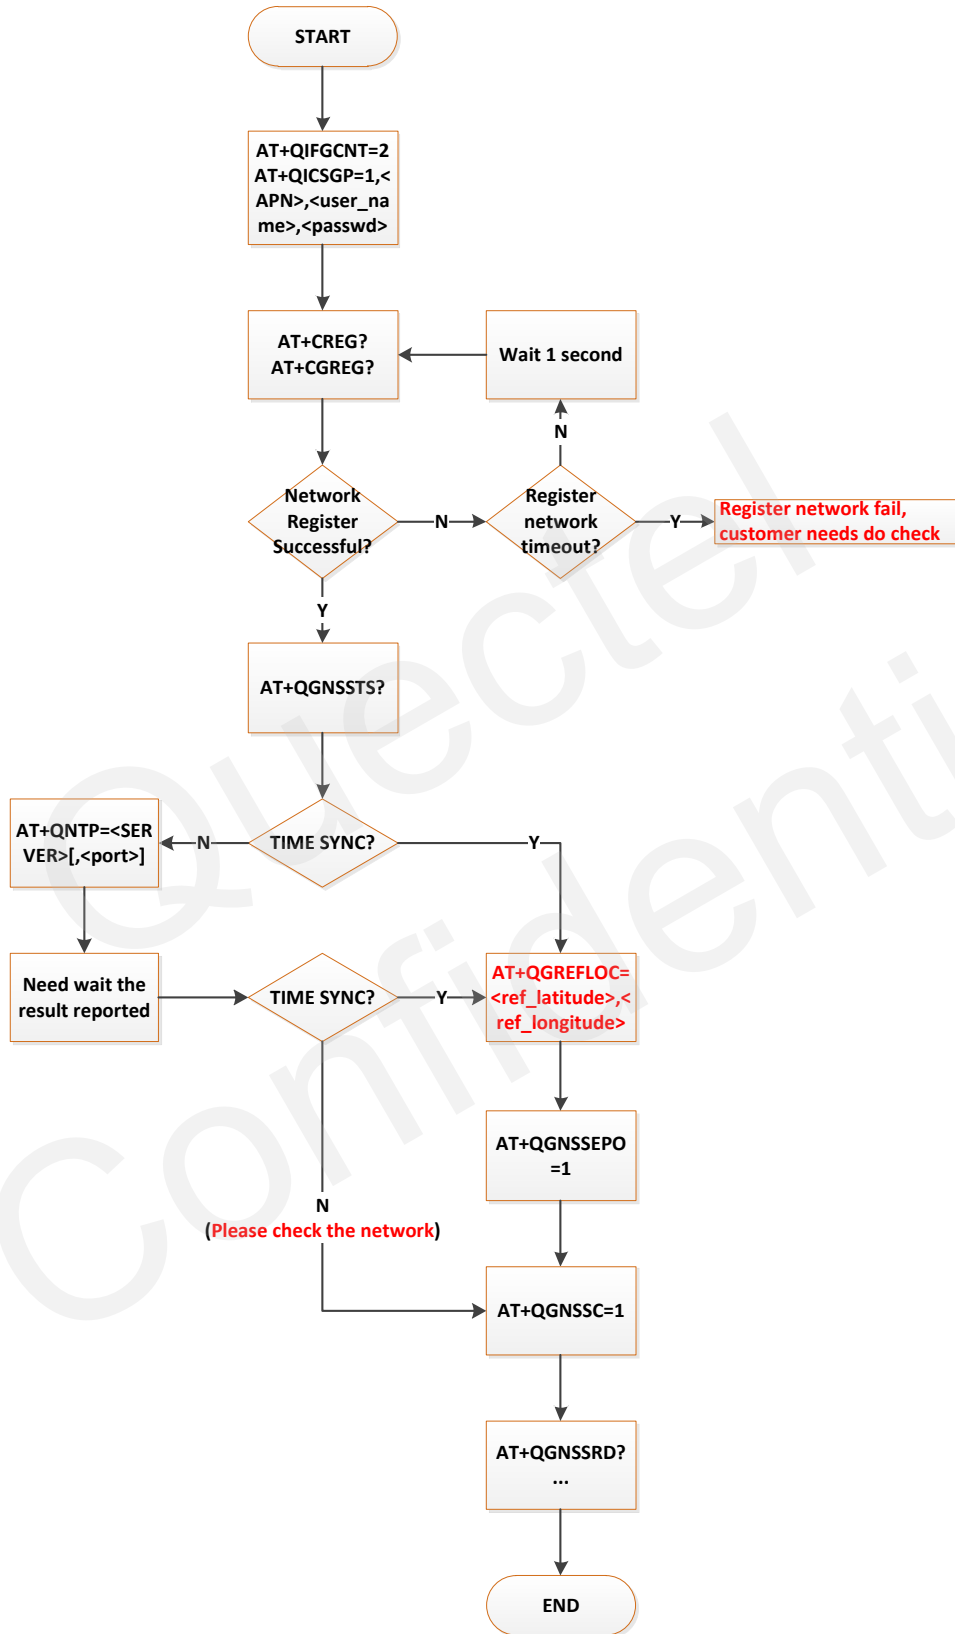 START
AT+QIFGCNT=2
AT+QICSGP=1,<
APN>,<user_na
me>,<passwd>
AT+CREG?
AT+CGREG?
Wait 1 second
N
Network
Register
Successful?
N
Register
network
timeout?
Y
Register network fail,
customer needs do check
Y
AT+QGNSSTS?
AT+QNTP=<SER
VER>[,<port>]
N
TIME SYNC?
Y
Need wait the
result reported
TIME SYNC?
Y
AT+QGREFLOC=
<ref_latitude>,<
ref_longitude>
AT+QGNSSEPO
=1
N
(Please check the network)
AT+QGNSSC=1
AT+QGNSSRD?
...
END
Quectel
Confidenti